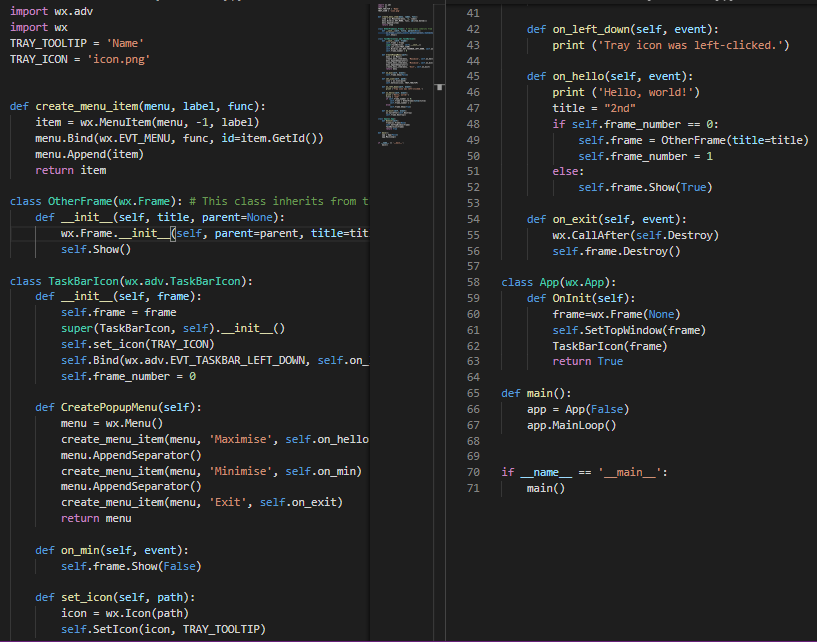 import wx.adv
import wx
TRAY_TOOLTIP = 'Name'
TRAY_ICON = 'icon.png'
def create_menu_item(menu, label, func):
    item = wx.MenuItem(menu, -1, label)
    menu.Bind(wx.EVT_MENU, func, id=item.GetId())
    menu.Append(item)
    return item
class OtherFrame(wx.Frame): # This class inherits from
    def __init__(self, title, parent=None):
        wx.Frame.__init__(self, parent=parent, title=tit
        self.Show()
class TaskBarIcon(wx.adv.TaskBarIcon):
    def __init__(self, frame):
        self.frame = frame
        super(TaskBarIcon, self).__init__()
        self.set_icon(TRAY_ICON)
        self.Bind(wx.adv.EVT_TASKBAR_LEFT_DOWN, self.on_
        self.frame_number = 0
    def CreatePopupMenu(self):
        menu = wx.Menu()
        create_menu_item(menu, 'Maximise', self.on_hello
        menu.AppendSeparator()
        create_menu_item(menu, 'Minimise', self.on_min)
        menu.AppendSeparator()
        create_menu_item(menu, 'Exit', self.on_exit)
        return menu
    def on_min(self, event):
        self.frame.Show(False)
    def set_icon(self, path):
        icon = wx.Icon(path)
        self.SetIcon(icon, TRAY_TOOLTIP)
41
42     def on_left_down(self, event):
43         print ('Tray icon was left-clicked.')
44
45     def on_hello(self, event):
46         print ('Hello, world!')
47         title = "2nd"
48         if self.frame_number == 0:
49             self.frame = OtherFrame(title=title)
50             self.frame_number = 1
51         else:
52             self.frame.Show(True)
53
54     def on_exit(self, event):
55         wx.CallAfter(self.Destroy)
56         self.frame.Destroy()
57
58 class App(wx.App):
59     def OnInit(self):
60         frame=wx.Frame(None)
61         self.SetTopWindow(frame)
62         TaskBarIcon(frame)
63         return True
64
65 def main():
66     app = App(False)
67     app.MainLoop()
68
69
70 if __name__ == '__main__':
71     main()